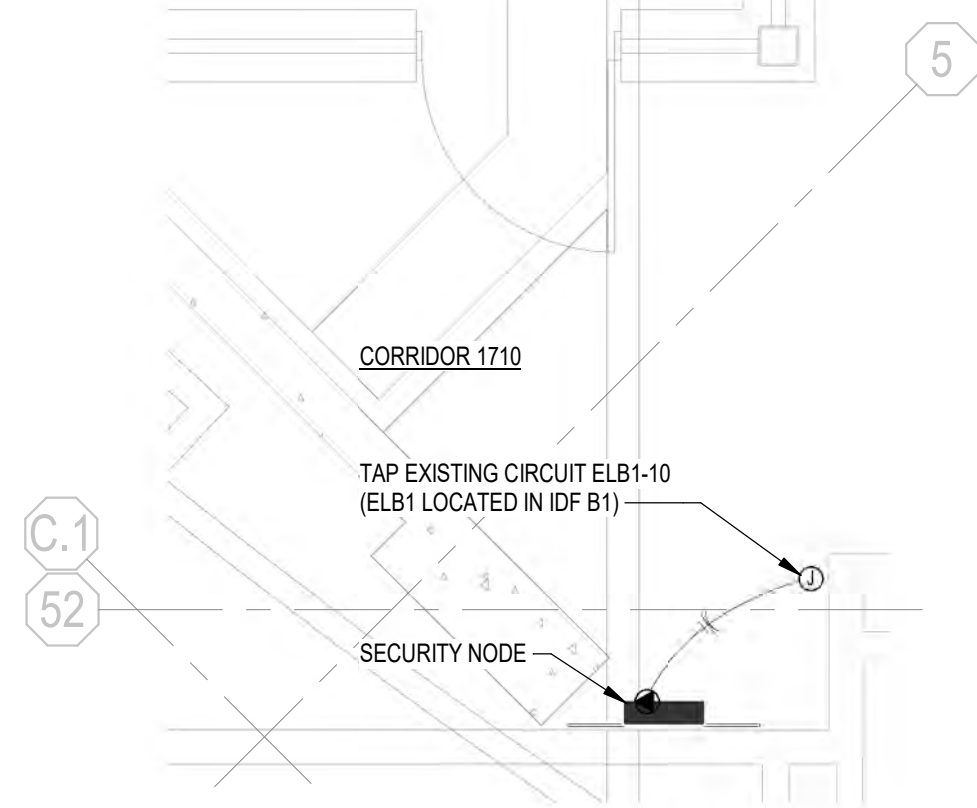 5
CORRIDOR 1710
TAP EXISTING CIRCUIT ELB1-10
(ELB1 LOCATED IN IDF B1)
J
C.1
52
SECURITY NODE